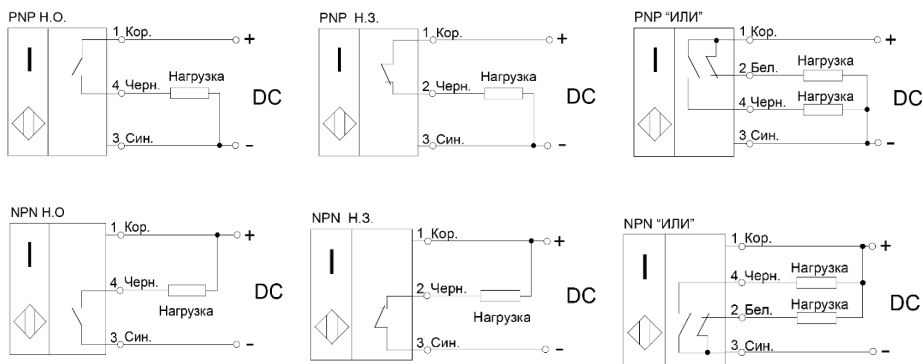 PNP Н.О.
1 Кор.
+
4 Черн.
Нагрузка
DC
3 Син.
-
PNP Н.З.
1 Кор.
+
2 Черн.
Нагрузка
DC
3 Син.
-
PNP “ИЛИ”
1 Кор.
+
2 Бел.
Нагрузка
4 Черн.
Нагрузка
DC
3 Син.
-
NPN Н.О
1 Кор.
+
4 Черн.
Нагрузка
DC
3 Син.
-
NPN Н.З.
1 Кор.
+
2 Черн.
Нагрузка
DC
3 Син.
-
NPN “ИЛИ”
1 Кор.
+
4 Черн.
Нагрузка
2 Бел.
Нагрузка
DC
3 Син.
-